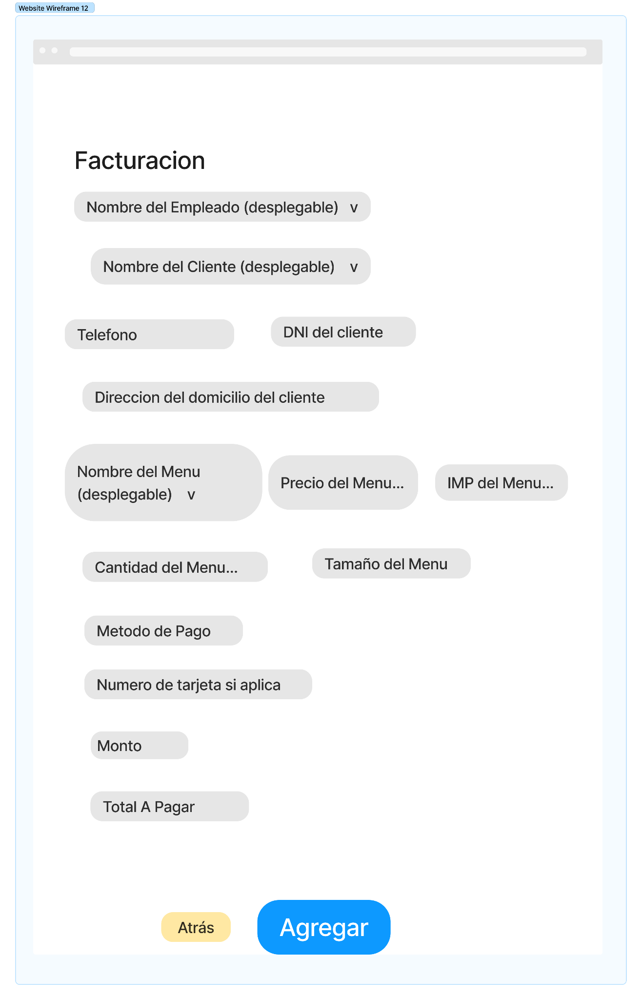 Website Wireframe 12
Facturacion
Nombre del Empleado (desplegable) v
Nombre del Cliente (desplegable) v
Telefono
DNI del cliente
Direccion del domicilio del cliente
Nombre del Menu
(desplegable) v
Precio del Menu...
IMP del Menu...
Cantidad del Menu...
Tamaño del Menu
Metodo de Pago
Numero de tarjeta si aplica
Monto
Total A Pagar
Atrás
Agregar